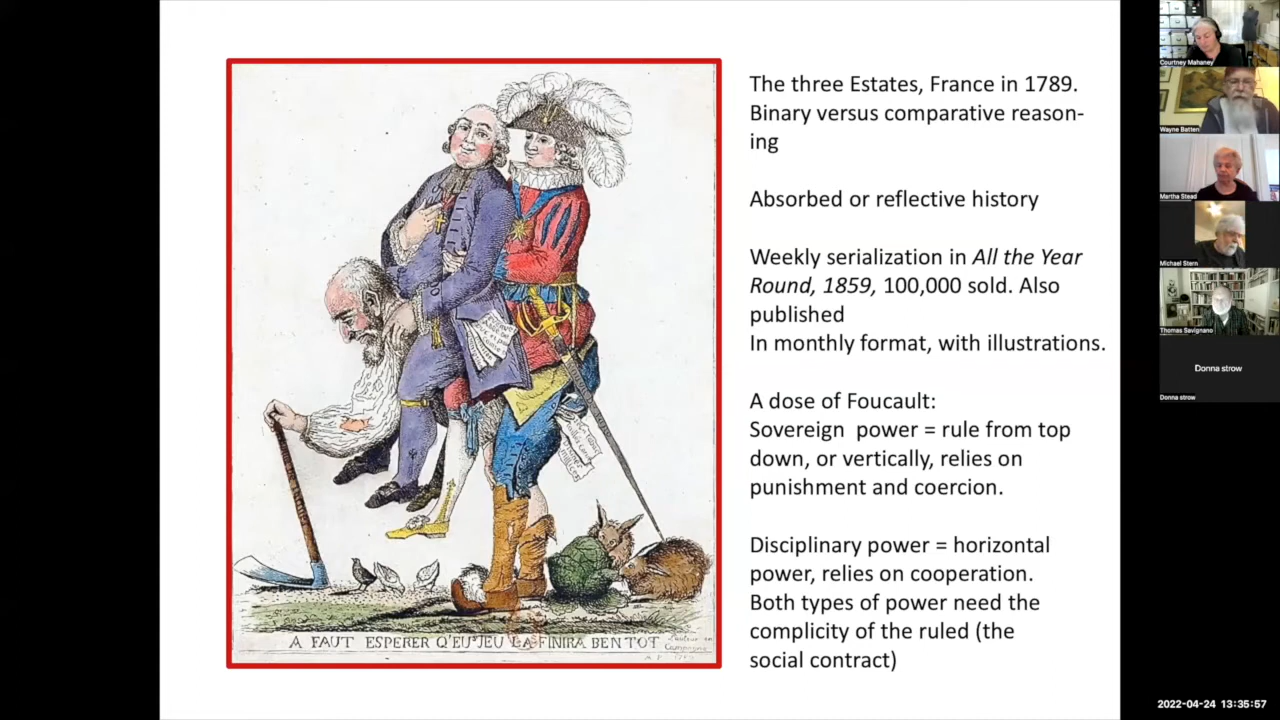 The three Estates, France in 1789.
Binary versus comparative reason-
ing
Absorbed or reflective history
Weekly serialization in All the Year
Round, 1859, 100,000 sold. Also
published
In monthly format, with illustrations.
A dose of Foucault:
Sovereign power = rule from top
down, or vertically, relies on
punishment and coercion.
Disciplinary power = horizontal
power, relies on cooperation.
Both types of power need the
complicity of the ruled (the
social contract)
A FAUT ESPERER Q'EU JEU LA FINIRA BEN TOT
l'auteur en
Campagne
Courtney Mahaney
Wayne Batten
Martha Stead
Michael Stern
Thomas Savignano
Donna strow
Donna strow
2022-04-24 13:35:57